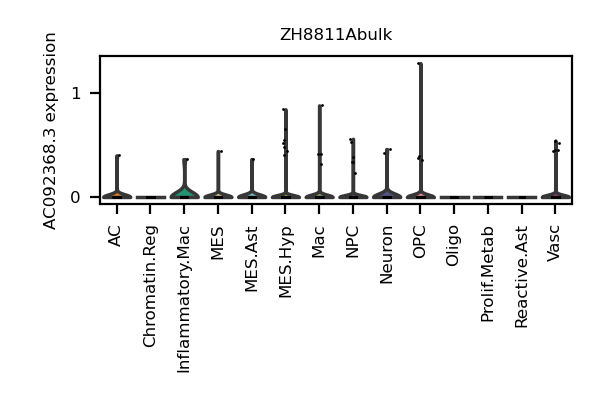 ZH8811Abulk
AC092368.3 expression
1
0
AC
Chromatin.Reg
Inflammatory.Mac
MES
MES.Ast
MES.Hyp
Mac
NPC
Neuron
OPC
Oligo
Prolif.Metab
Reactive.Ast
Vasc